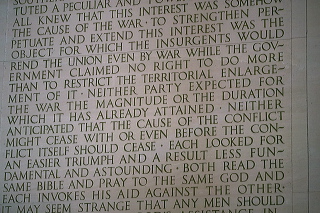 TUTED A PECULIAR AND
ALL KNEW THAT THIS INTEREST WAS SOMEHOW
THE CAUSE OF THE WAR · TO STRENGTHEN PER
PETUATE AND EXTEND THIS INTEREST WAS THE
OBJECT FOR WHICH THE INSURGENTS WOULD
REND THE UNION EVEN BY WAR WHILE THE GOV-
ERNMENT CLAIMED NO RIGHT TO DO MORE
THAN TO RESTRICT THE TERRITORIAL ENLARGE-
MENT OF IT · NEITHER PARTY EXPECTED FOR
THE WAR THE MAGNITUDE OR THE DURATION
WHICH IT HAS ALREADY ATTAINED · NEITHER
ANTICIPATED THAT THE CAUSE OF THE CONFLICT
MIGHT CEASE WITH OR EVEN BEFORE THE CON-
FLICT ITSELF SHOULD CEASE · EACH LOOKED FOR
AN EASIER TRIUMPH AND A RESULT LESS FUN-
DAMENTAL AND ASTOUNDING · BOTH READ THE
SAME BIBLE AND PRAY TO THE SAME GOD AND
EACH INVOKES HIS AID AGAINST THE OTHER·
IT MAY SEEM STRANGE THAT ANY MEN SHOULD